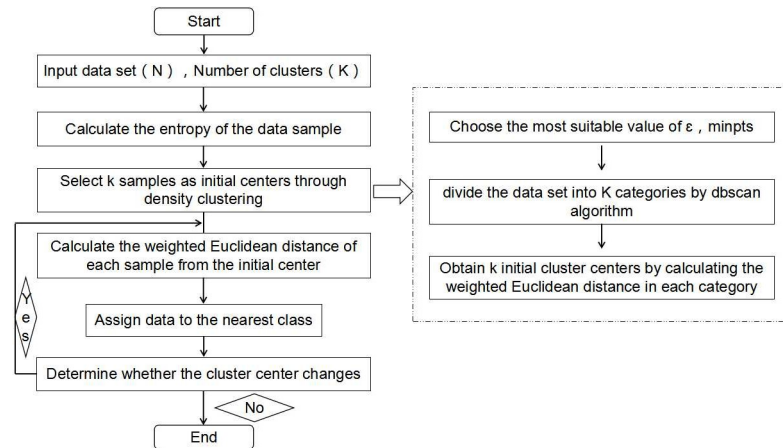 Start
Input data set ( N ) , Number of clusters ( K )
Calculate the entropy of the data sample
Select k samples as initial centers through
density clustering
Calculate the weighted Euclidean distance of
each sample from the initial center
Assign data to the nearest class
Determine whether the cluster center changes
Yes
No
End
Choose the most suitable value of ε , minpts
divide the data set into K categories by dbscan
algorithm
Obtain k initial cluster centers by calculating the
weighted Euclidean distance in each category